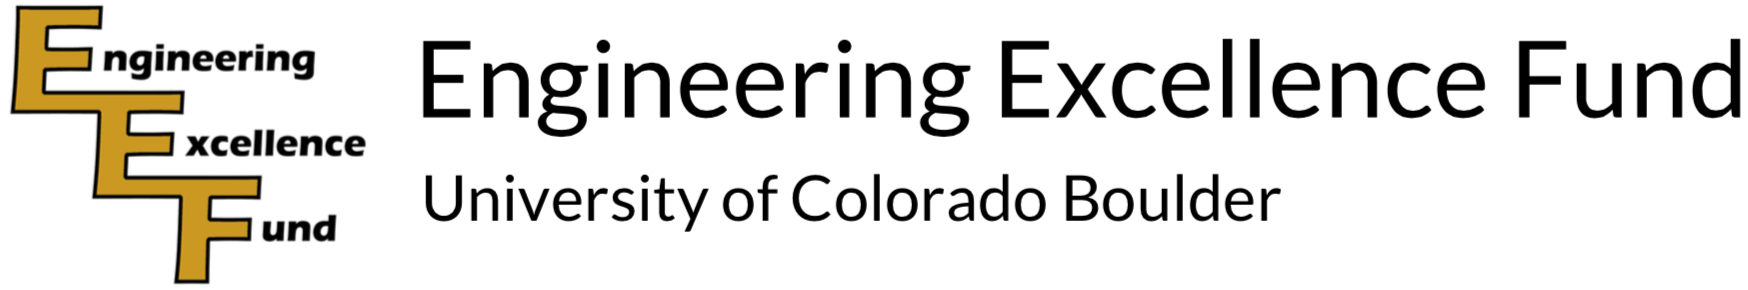 Engineering
Excellence
Fund
Engineering Excellence Fund
University of Colorado Boulder